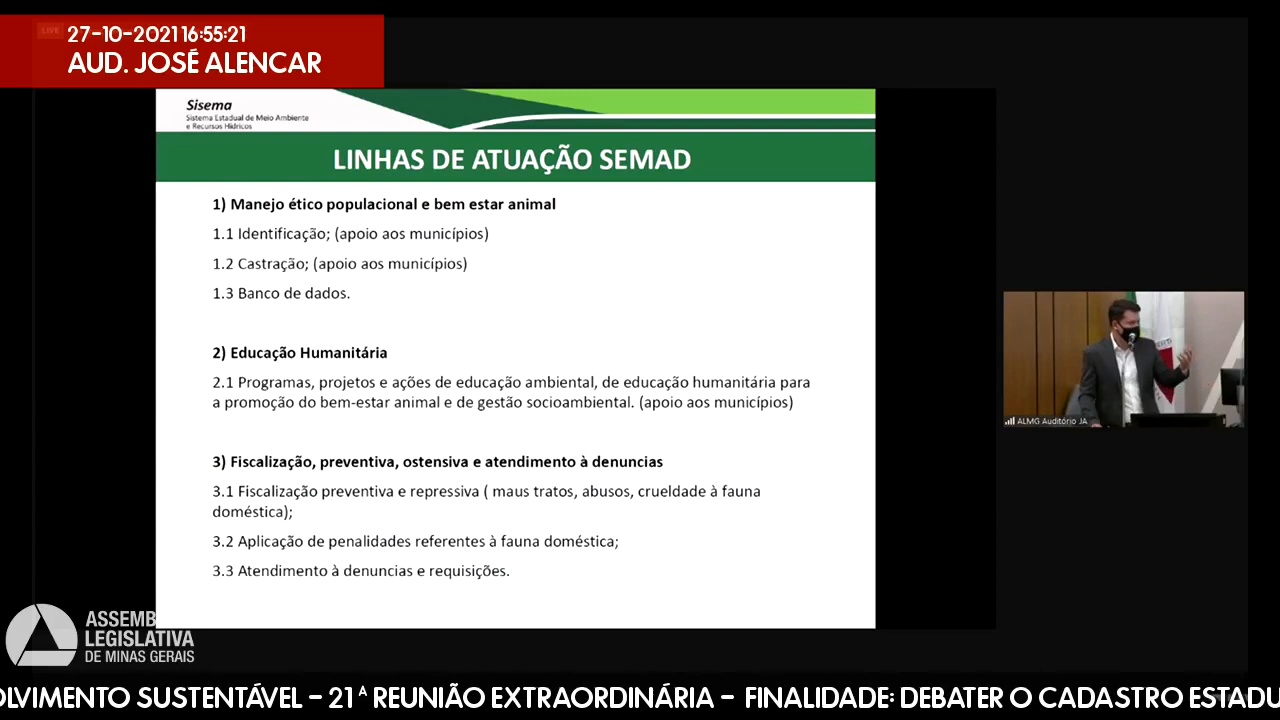 LIVE
27-10-2021 16:55:21
AUD. JOSÉ ALENCAR
Sisema
Sistema Estadual de Meio Ambiente
e Recursos Hídricos
LINHAS DE ATUAÇÃO SEMAD
1) Manejo ético populacional e bem estar animal
1.1 Identificação; (apoio aos municípios)
1.2 Castração; (apoio aos municípios)
1.3 Banco de dados.
2) Educação Humanitária
2.1 Programas, projetos e ações de educação ambiental, de educação humanitária para
a promoção do bem-estar animal e de gestão socioambiental. (apoio aos municípios)
3) Fiscalização, preventiva, ostensiva e atendimento à denuncias
3.1 Fiscalização preventiva e repressiva ( maus tratos, abusos, crueldade à fauna
doméstica);
3.2 Aplicação de penalidades referentes à fauna doméstica;
3.3 Atendimento à denuncias e requisições.
ALMG Auditório JA
ASSEMB
LEGISLATIVA
DE MINAS GERAIS
OLVIMENTO SUSTENTÁVEL - 21ª REUNIÃO EXTRAORDINÁRIA - FINALIDADE: DEBATER O CADASTRO ESTADU